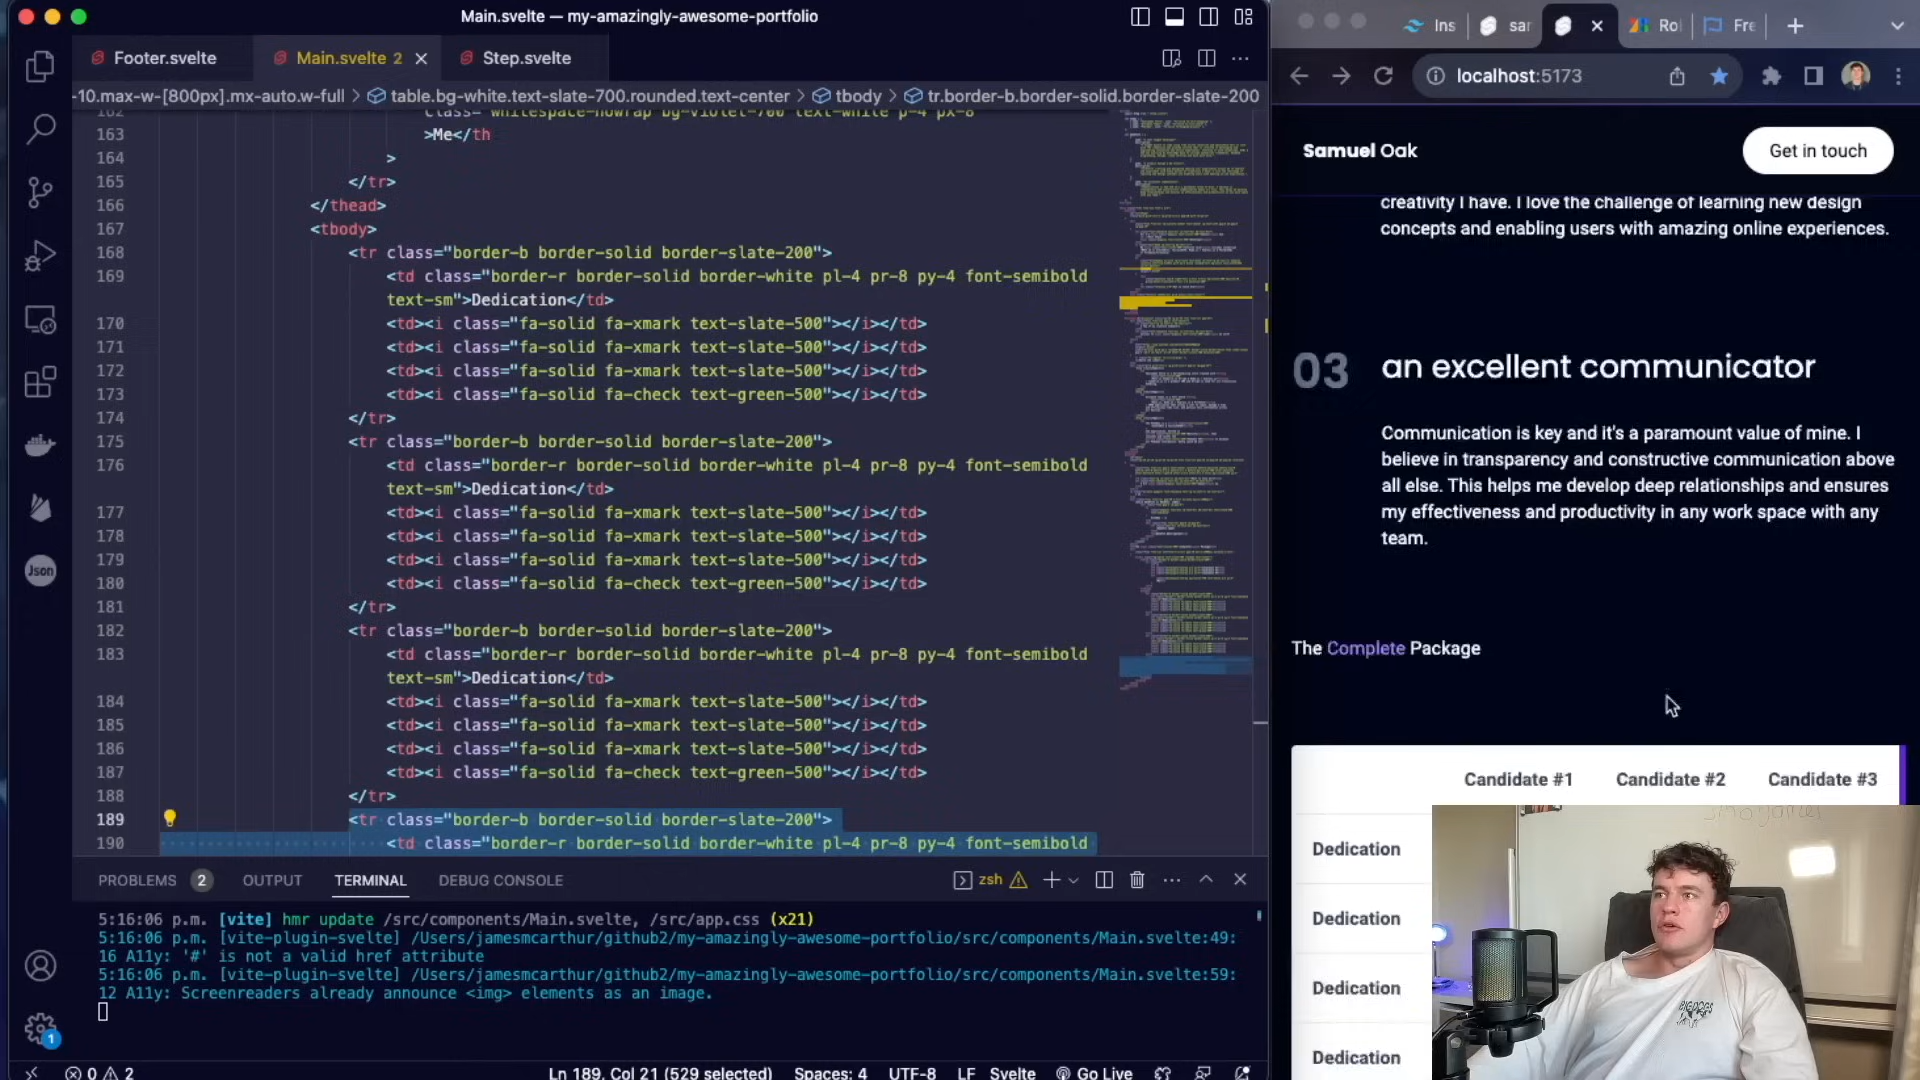 Main.svelte — my-amazingly-awesome-portfolio
Footer.svelte
Main.svelte 2
Step.svelte
-10.max-w-[800px].mx-auto.w-full > table.bg-white.text-slate-700.rounded.text-center > tbody > tr.border-b.border-solid.border-slate-200
162 class="whitespace-nowrap bg-violet-700 text-white p-4 px-8"
163 >Me</th
164 >
165 </tr>
166 </thead>
167 <tbody>
168 <tr class="border-b border-solid border-slate-200">
169 <td class="border-r border-solid border-white pl-4 pr-8 py-4 font-semibold
text-sm">Dedication</td>
170 <td><i class="fa-solid fa-xmark text-slate-500"></i></td>
171 <td><i class="fa-solid fa-xmark text-slate-500"></i></td>
172 <td><i class="fa-solid fa-xmark text-slate-500"></i></td>
173 <td><i class="fa-solid fa-check text-green-500"></i></td>
174 </tr>
175 <tr class="border-b border-solid border-slate-200">
176 <td class="border-r border-solid border-white pl-4 pr-8 py-4 font-semibold
text-sm">Dedication</td>
177 <td><i class="fa-solid fa-xmark text-slate-500"></i></td>
178 <td><i class="fa-solid fa-xmark text-slate-500"></i></td>
179 <td><i class="fa-solid fa-xmark text-slate-500"></i></td>
180 <td><i class="fa-solid fa-check text-green-500"></i></td>
181 </tr>
182 <tr class="border-b border-solid border-slate-200">
183 <td class="border-r border-solid border-white pl-4 pr-8 py-4 font-semibold
text-sm">Dedication</td>
184 <td><i class="fa-solid fa-xmark text-slate-500"></i></td>
185 <td><i class="fa-solid fa-xmark text-slate-500"></i></td>
186 <td><i class="fa-solid fa-xmark text-slate-500"></i></td>
187 <td><i class="fa-solid fa-check text-green-500"></i></td>
188 </tr>
189 <tr class="border-b border-solid border-slate-200">
190 <td class="border-r border-solid border-white pl-4 pr-8 py-4 font-semibold
PROBLEMS 2 OUTPUT TERMINAL DEBUG CONSOLE
zsh
5:16:06 p.m. [vite] hmr update /src/components/Main.svelte, /src/app.css (x21)
5:16:06 p.m. [vite-plugin-svelte] /Users/jamesmcarthur/github2/my-amazingly-awesome-portfolio/src/components/Main.svelte:49:
16 A11y: '#' is not a valid href attribute
5:16:06 p.m. [vite-plugin-svelte] /Users/jamesmcarthur/github2/my-amazingly-awesome-portfolio/src/components/Main.svelte:59:
12 A11y: Screenreaders already announce <img> elements as an image.
Json
1
0 2
Ln 189, Col 21 (529 selected) Spaces: 4 UTF-8 LF Svelte Go Live
Ins
sar
Rol
Fre
localhost:5173
Samuel Oak
Get in touch
creativity I have. I love the challenge of learning new design
concepts and enabling users with amazing online experiences.
03 an excellent communicator
Communication is key and it's a paramount value of mine. I
believe in transparency and constructive communication above
all else. This helps me develop deep relationships and ensures
my effectiveness and productivity in any work space with any
team.
The Complete Package
Candidate #1 Candidate #2 Candidate #3
Dedication
Dedication
Dedication
Dedication